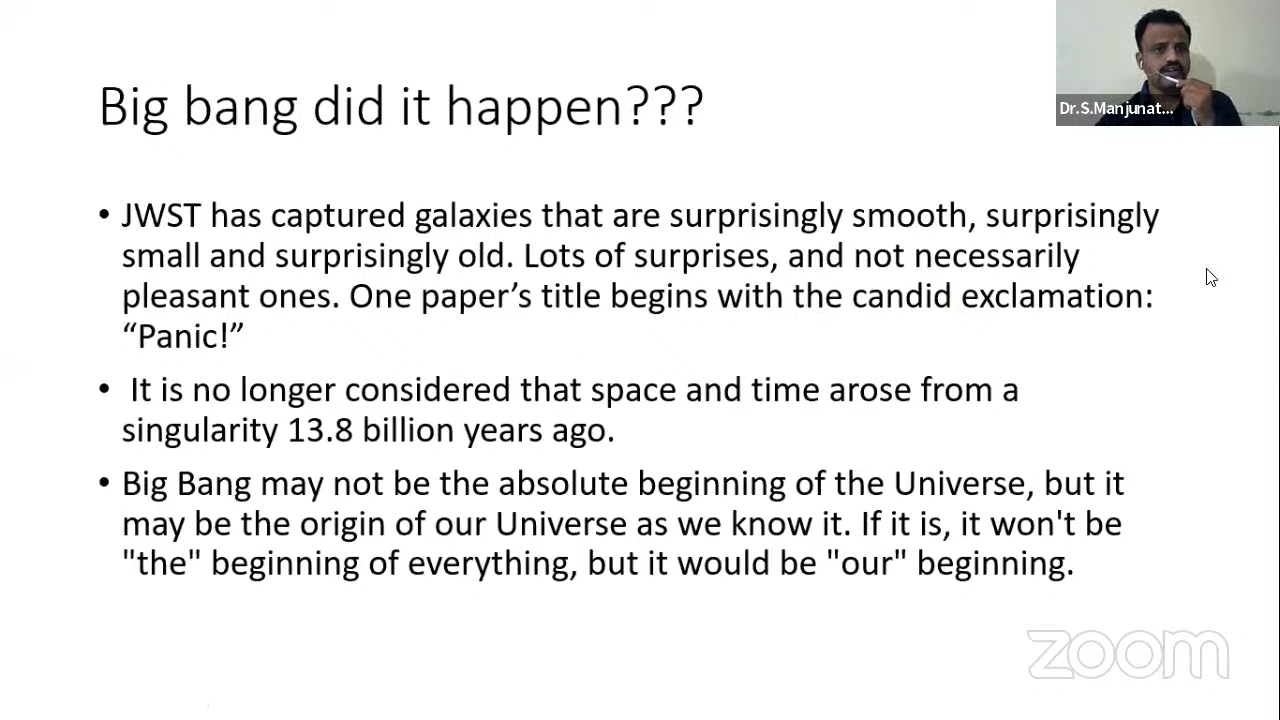 Big bang did it happen???
Dr.S.Manjunat...
• JWST has captured galaxies that are surprisingly smooth, surprisingly
small and surprisingly old. Lots of surprises, and not necessarily
pleasant ones. One paper’s title begins with the candid exclamation:
“Panic!”
• It is no longer considered that space and time arose from a
singularity 13.8 billion years ago.
• Big Bang may not be the absolute beginning of the Universe, but it
may be the origin of our Universe as we know it. If it is, it won't be
"the" beginning of everything, but it would be "our" beginning.
zoom